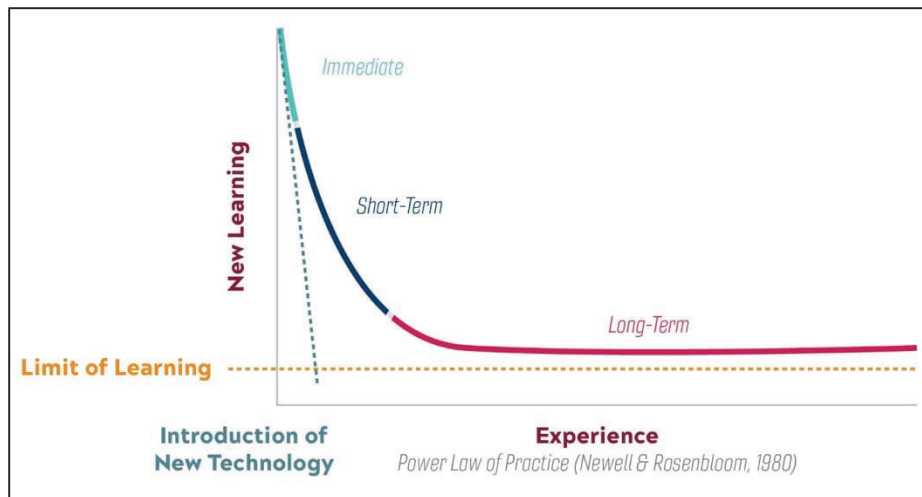 Immediate
New Learning
Short-Term
Long-Term
Limit of Learning
Introduction of
New Technology
Experience
Power Law of Practice (Newell & Rosenbloom, 1980)